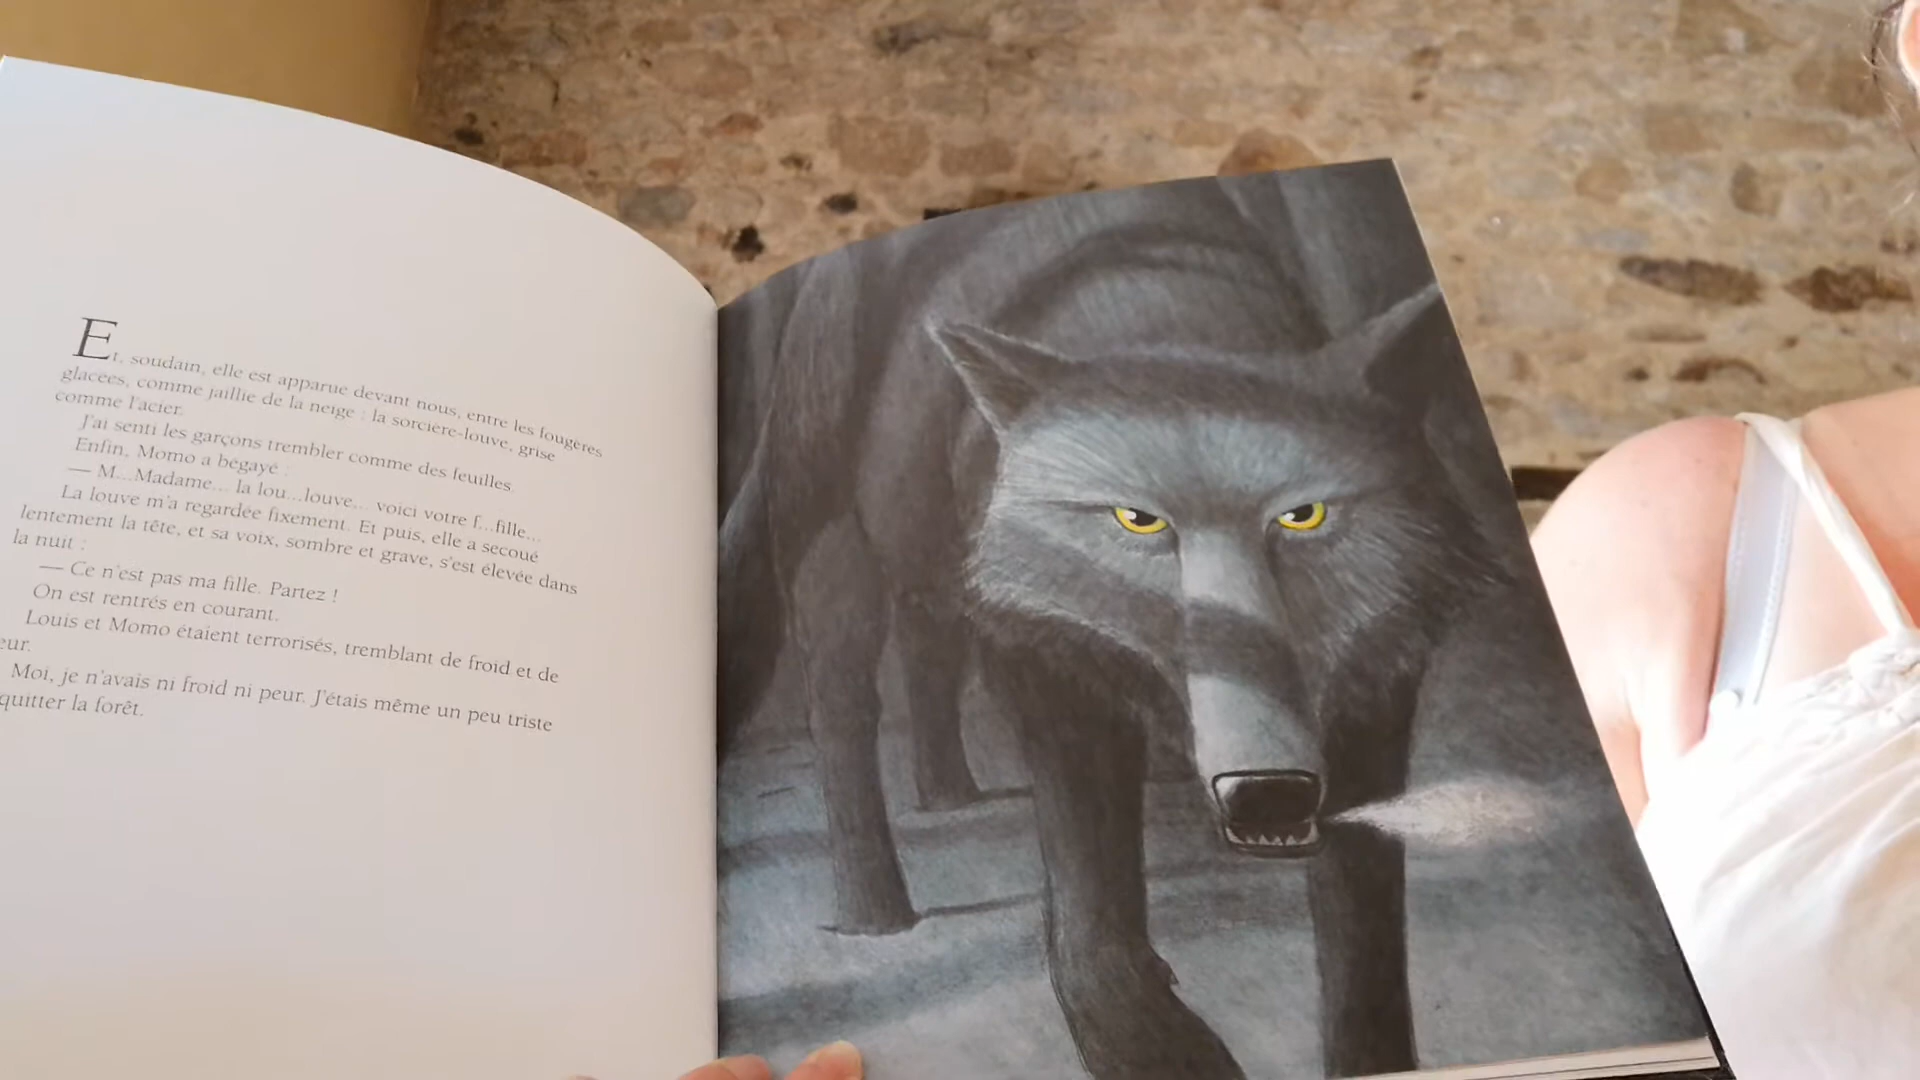 Et, soudain, elle est apparue devant nous, entre les fougères
glacées, comme jaillie de la neige : la sorcière-louve, grise
comme l'acier.
J'ai senti les garçons trembler comme des feuilles.
Enfin, Momo a bégayé :
— M...Madame... la lou...louve... voici votre f...fille...
La louve m'a regardée fixement. Et puis, elle a secoué
lentement la tête, et sa voix, sombre et grave, s'est élevée dans
la nuit :
— Ce n'est pas ma fille. Partez !
On est rentrés en courant.
Louis et Momo étaient terrorisés, tremblant de froid et de
eur.
Moi, je n'avais ni froid ni peur. J'étais même un peu triste
quitter la forêt.